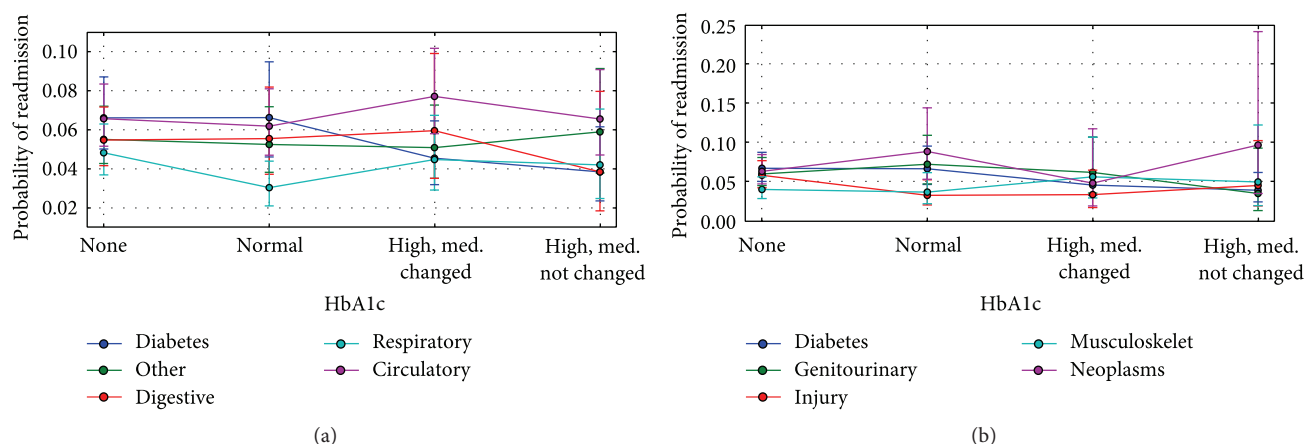 Probability of readmission
0.10
0.08
0.06
0.04
0.02
None
Normal
High, med.
changed
High, med.
not changed
HbA1c
Diabetes
Other
Digestive
Respiratory
Circulatory
(a)
Probability of readmission
0.25
0.20
0.15
0.10
0.05
0.00
None
Normal
High, med.
changed
High, med.
not changed
HbA1c
Diabetes
Genitourinary
Injury
Musculoskelet
Neoplasms
(b)